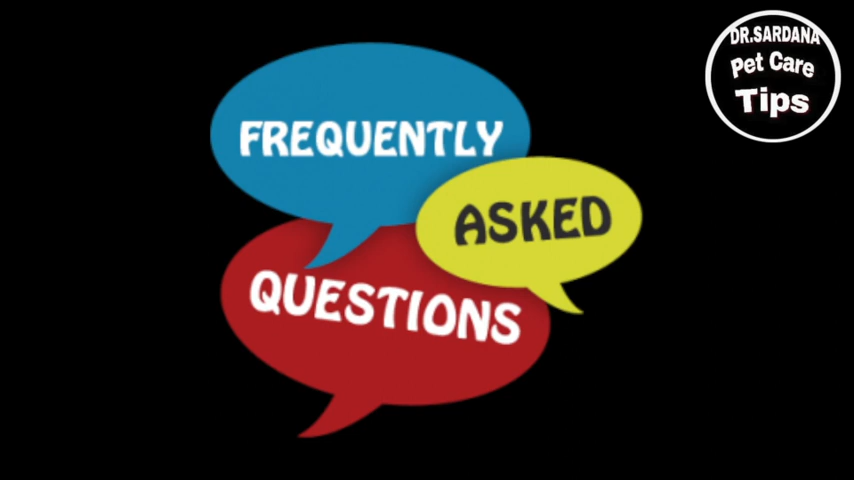 FREQUENTLY
ASKED
QUESTIONS
DR.SARDANA
Pet Care
Tips